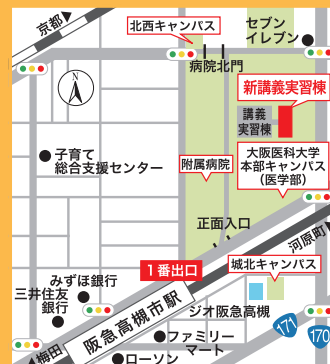 京都▶
北西キャンパス
セブン
イレブン
病院北門
新講義実習棟
N
講義
実習棟
子育て
総合支援センター
附属病院
大阪医科大学
本部キャンパス
(医学部)
正面入口
河原町▶
1番出口
城北キャンパス
みずほ銀行
三井住友
銀行
阪急高槻市駅
ジオ阪急高槻
171
170
ファミリー
マート
◀梅田
ローソン